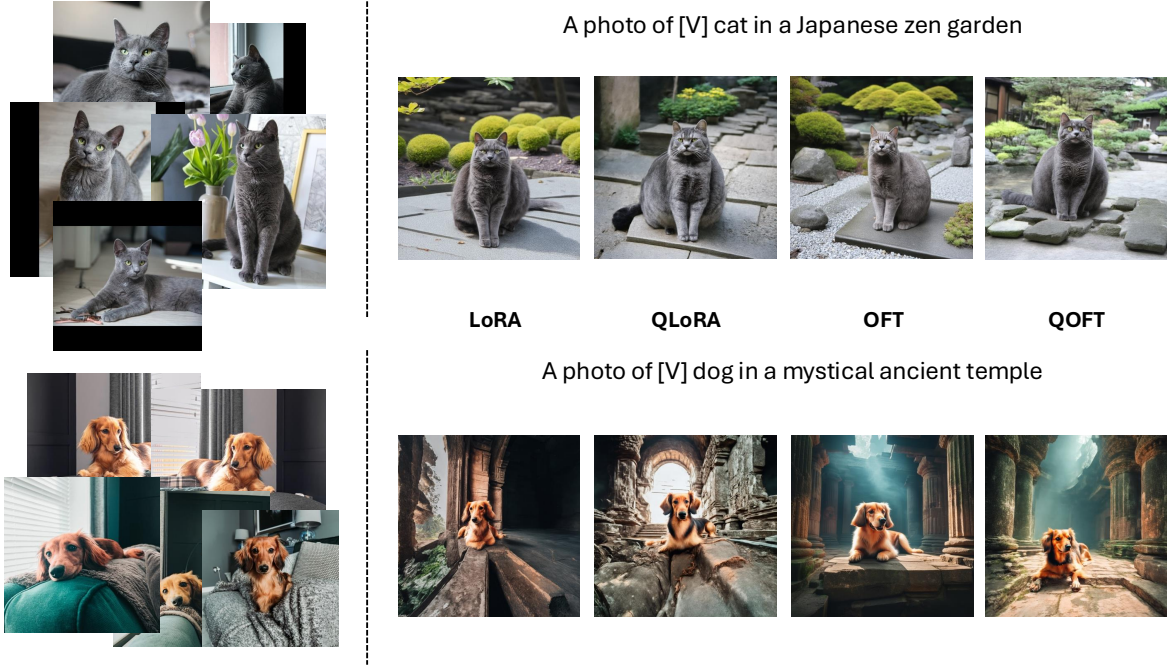 A photo of [V] cat in a Japanese zen garden
LoRA QLoRA OFT QOFT
A photo of [V] dog in a mystical ancient temple